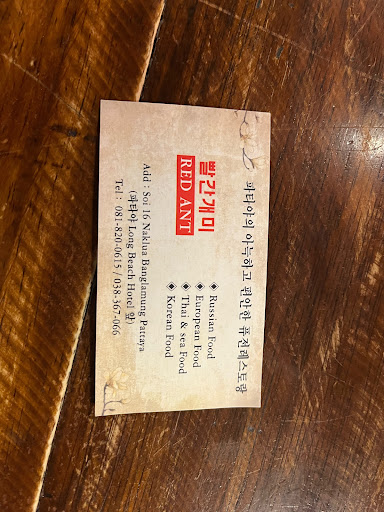 파타야의 아늑하고 편안한 퓨전레스토랑
빨간개미
RED ANT
◆ Russian Food
◆ European Food
◆ Thai & sea Food
◆ Korean Food
Add : Soi 16 Naklua Banglamung Pattaya
(파타야 Long Beach Hotel 앞)
Tel : 081-820-0615 / 038-367-066